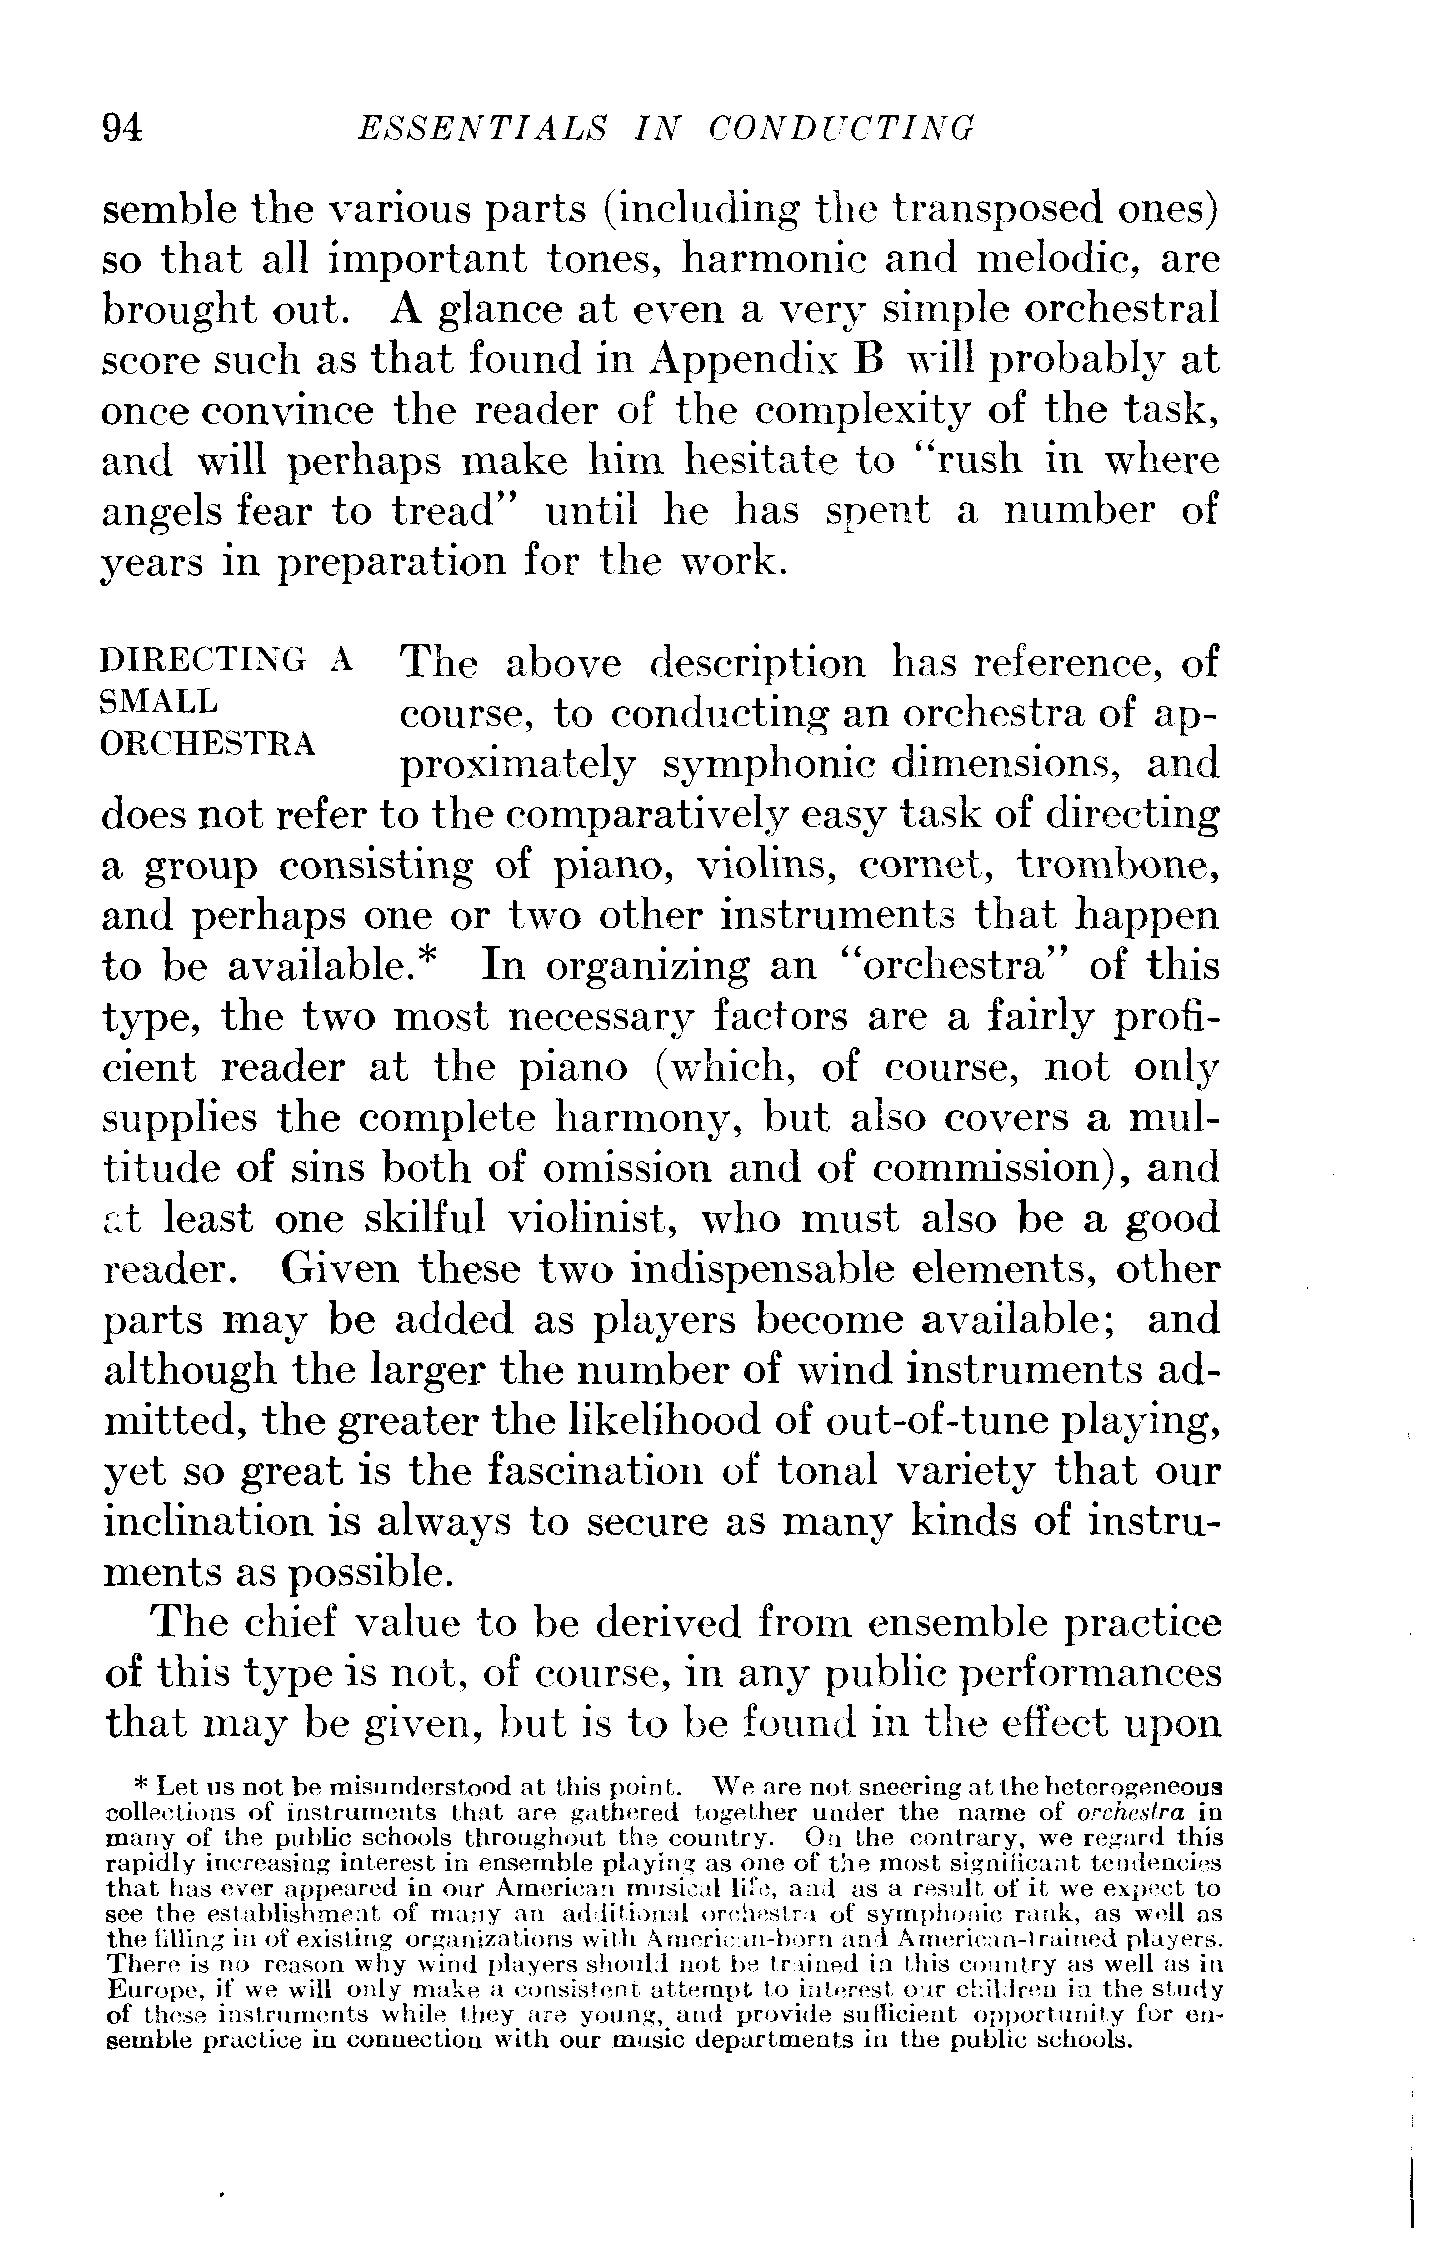 94 ESSENTIALS IN CONDUCTING
semble the various parts (including the transposed ones)
so that all important tones, harmonic and melodic, are
brought out. A glance at even a very simple orchestral
score such as that found in Appendix B will probably at
once convince the reader of the complexity of the task,
and will perhaps make him hesitate to “rush in where
angels fear to tread” until he has spent a number of
years in preparation for the work.
DIRECTING A
SMALL
ORCHESTRA
The above description has reference, of
course, to conducting an orchestra of ap-
proximately symphonic dimensions, and
does not refer to the comparatively easy task of directing
a group consisting of piano, violins, cornet, trombone,
and perhaps one or two other instruments that happen
to be available.* In organizing an “orchestra” of this
type, the two most necessary factors are a fairly profi-
cient reader at the piano (which, of course, not only
supplies the complete harmony, but also covers a mul-
titude of sins both of omission and of commission), and
at least one skilful violinist, who must also be a good
reader. Given these two indispensable elements, other
parts may be added as players become available; and
although the larger the number of wind instruments ad-
mitted, the greater the likelihood of out-of-tune playing,
yet so great is the fascination of tonal variety that our
inclination is always to secure as many kinds of instru-
ments as possible.
The chief value to be derived from ensemble practice
of this type is not, of course, in any public performances
that may be given, but is to be found in the effect upon
* Let us not be misunderstood at this point. We are not sneering at the heterogeneous
collections of instruments that are gathered together under the name of orchestra in
many of the public schools throughout the country. On the contrary, we regard this
rapidly increasing interest in ensemble playing as one of the most significant tendencies
that has ever appeared in our American musical life, and as a result of it we expect to
see the establishment of many an additional orchestra of symphonic rank, as well as
the filling in of existing organizations with American-born and American-trained players.
There is no reason why wind players should not be trained in this country as well as in
Europe, if we will only make a consistent attempt to interest our children in the study
of these instruments while they are young, and provide sufficient opportunity for en-
semble practice in connection with our music departments in the public schools.